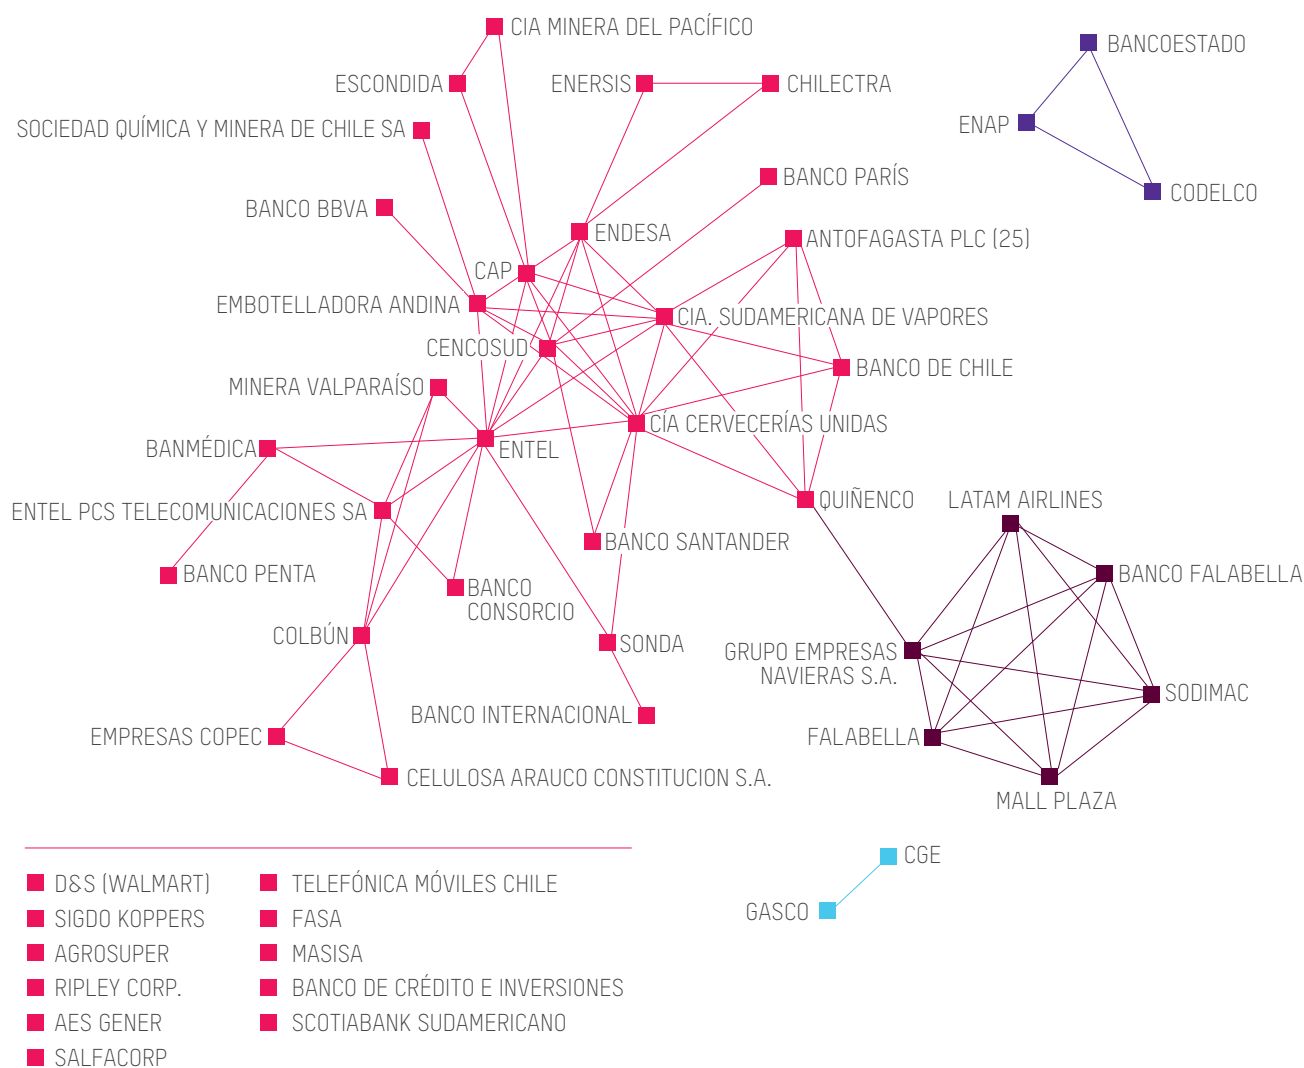 CIA MINERA DEL PACÍFICO
BANCOESTADO
ESCONDIDA
ENERSIS
CHILECTRA
SOCIEDAD QUÍMICA Y MINERA DE CHILE SA
ENAP
BANCO PARÍS
CODELCO
BANCO BBVA
ENDESA
ANTOFAGASTA PLC (25)
CAP
EMBOTELLADORA ANDINA
CIA. SUDAMERICANA DE VAPORES
CENCOSUD
BANCO DE CHILE
MINERA VALPARAÍSO
CÍA CERVECERÍAS UNIDAS
BANMÉDICA
ENTEL
QUIÑENCO
LATAM AIRLINES
ENTEL PCS TELECOMUNICACIONES SA
BANCO SANTANDER
BANCO PENTA
BANCO FALABELLA
BANCO
CONSORCIO
COLBÚN
SONDA
GRUPO EMPRESAS
NAVIERAS S.A.
SODIMAC
BANCO INTERNACIONAL
EMPRESAS COPEC
FALABELLA
CELULOSA ARAUCO CONSTITUCION S.A.
MALL PLAZA
CGE
GASCO
D&S (WALMART)
SIGDO KOPPERS
AGROSUPER
RIPLEY CORP.
AES GENER
SALFACORP
TELEFÓNICA MÓVILES CHILE
FASA
MASISA
BANCO DE CRÉDITO E INVERSIONES
SCOTIABANK SUDAMERICANO